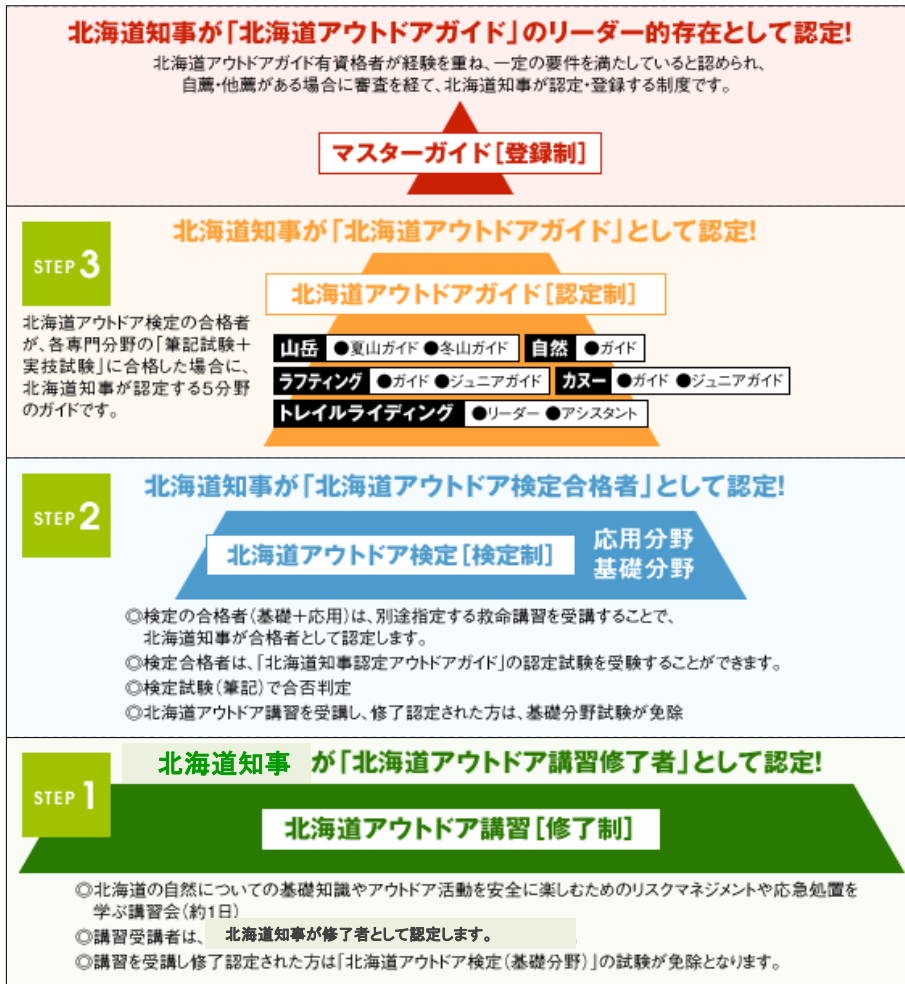 北海道知事が「北海道アウトドアガイド」のリーダー的存在として認定!
北海道アウトドアガイド有資格者が経験を重ね、一定の要件を満たしていると認められ、
自薦・他薦がある場合に審査を経て、北海道知事が認定・登録する制度です。
マスターガイド[登録制]
北海道知事が「北海道アウトドアガイド」として認定!
STEP 3
北海道アウトドアガイド[認定制]
北海道アウトドア検定の合格者
が、各専門分野の「筆記試験+
実技試験」に合格した場合に、
北海道知事が認定する5分野
のガイドです。
山岳 ●夏山ガイド ●冬山ガイド 自然 ●ガイド
ラフティング ●ガイド ●ジュニアガイド カヌー ●ガイド ●ジュニアガイド
トレイルライディング ●リーダー ●アシスタント
北海道知事が「北海道アウトドア検定合格者」として認定!
STEP 2
北海道アウトドア検定[検定制]
応用分野
基礎分野
◎検定の合格者(基礎+応用)は、別途指定する救命講習を受講することで、
北海道知事が合格者として認定します。
◎検定合格者は、「北海道知事認定アウトドアガイド」の認定試験を受験することができます。
◎検定試験(筆記)で合否判定
◎北海道アウトドア講習を受講し、修了認定された方は、基礎分野試験が免除
北海道知事 が「北海道アウトドア講習修了者」として認定!
STEP 1
北海道アウトドア講習[修了制]
◎北海道の自然についての基礎知識やアウトドア活動を安全に楽しむためのリスクマネジメントや応急処置を
学ぶ講習会(約1日)
◎講習受講者は、 北海道知事が修了者として認定します。
◎講習を受講し修了認定された方は「北海道アウトドア検定(基礎分野)」の試験が免除となります。